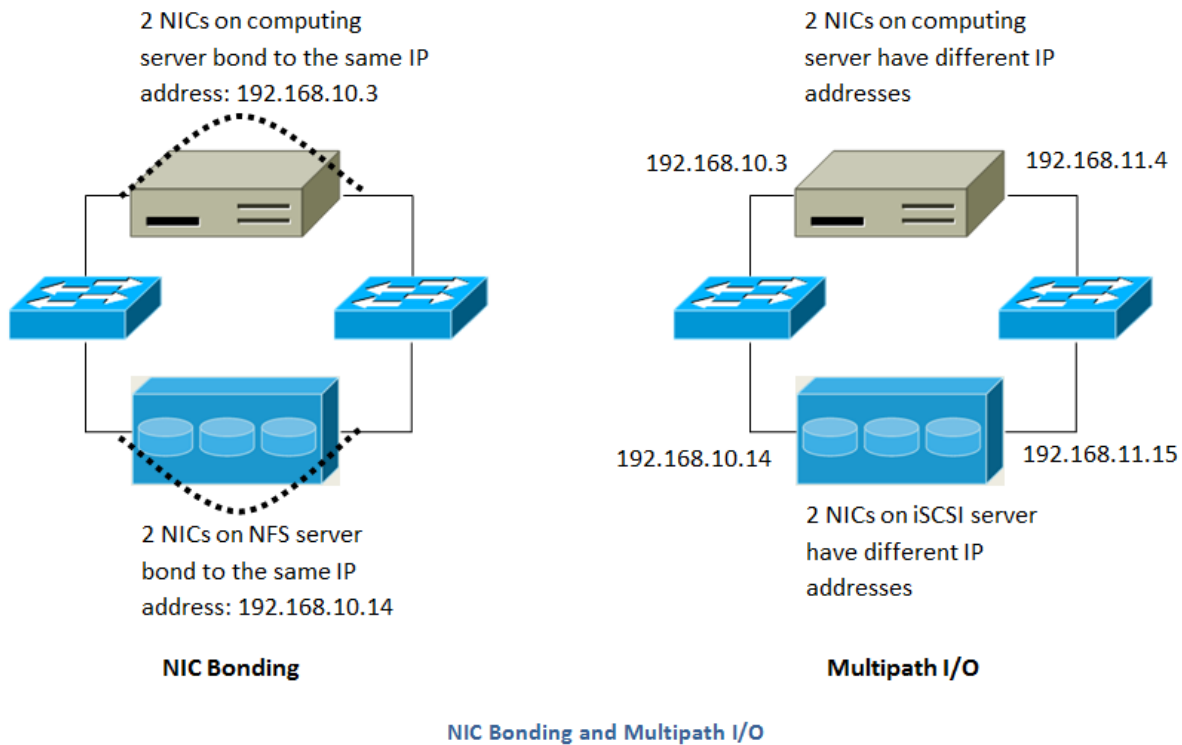 2 NICs on computing
server bond to the same IP
address: 192.168.10.3
2 NICs on NFS server
bond to the same IP
address: 192.168.10.14
NIC Bonding
2 NICs on computing
server have different IP
addresses
192.168.10.3
192.168.11.4
192.168.10.14
192.168.11.15
2 NICs on iSCSI server
have different IP
addresses
Multipath I/O
NIC Bonding and Multipath I/O